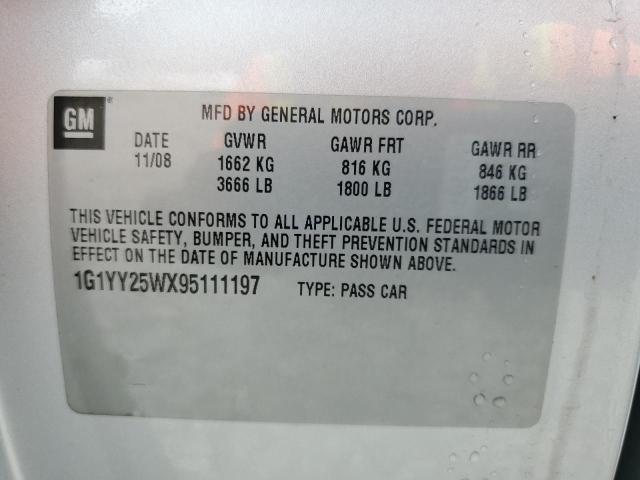 GM®
MFD BY GENERAL MOTORS CORP.
DATE GVWR GAWR FRT GAWR RR
11/08 1662 KG 816 KG 846 KG
3666 LB 1800 LB 1866 LB
THIS VEHICLE CONFORMS TO ALL APPLICABLE U.S. FEDERAL MOTOR
VEHICLE SAFETY, BUMPER, AND THEFT PREVENTION STANDARDS IN
EFFECT ON THE DATE OF MANUFACTURE SHOWN ABOVE.
1G1YY25WX95111197 TYPE: PASS CAR